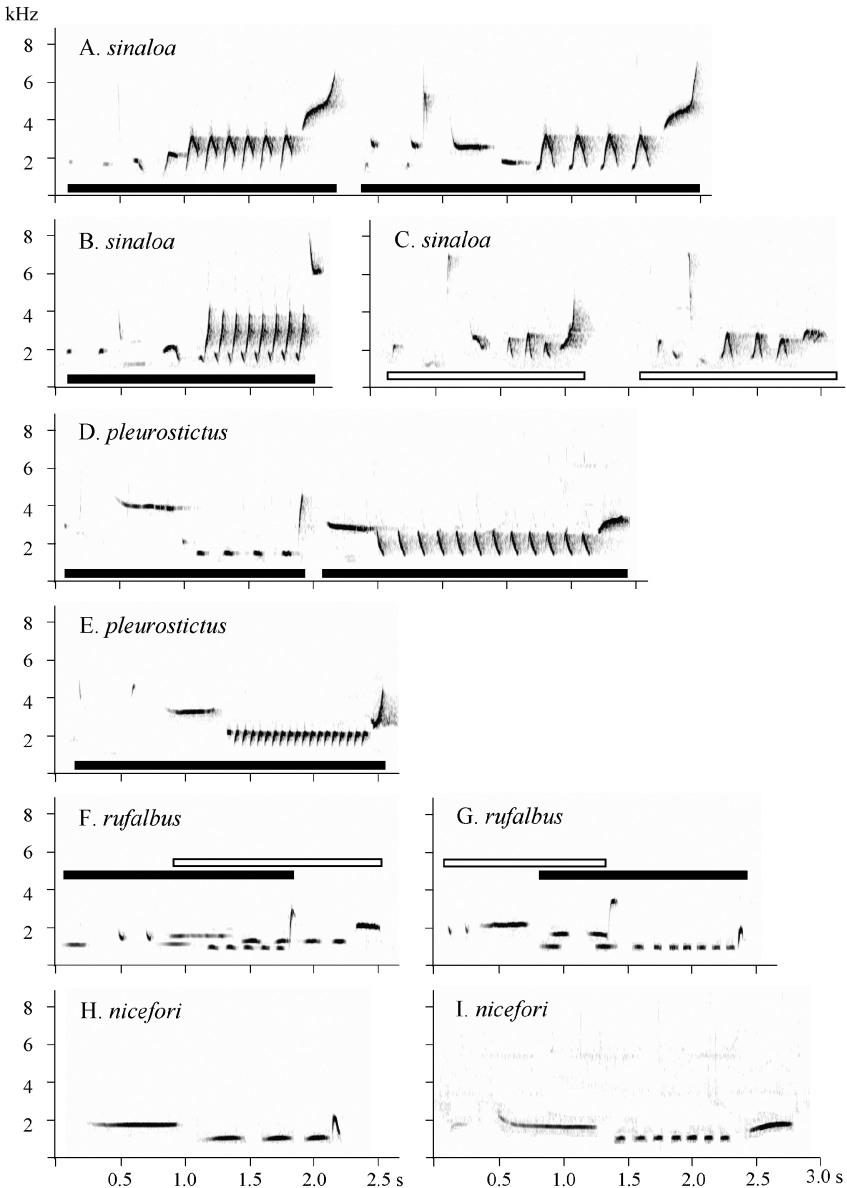 kHz
A. sinaloa
8
6
4
2
B. sinaloa
C. sinaloa
8
6
4
2
D. pleurostictus
8
6
4
2
E. pleurostictus
8
6
4
2
F. rufalbus
G. rufalbus
8
6
4
2
H. nicefori
I. nicefori
8
6
4
2
0.5 1.0 1.5 2.0 2.5 s
0.5 1.0 1.5 2.0 2.5 3.0 s